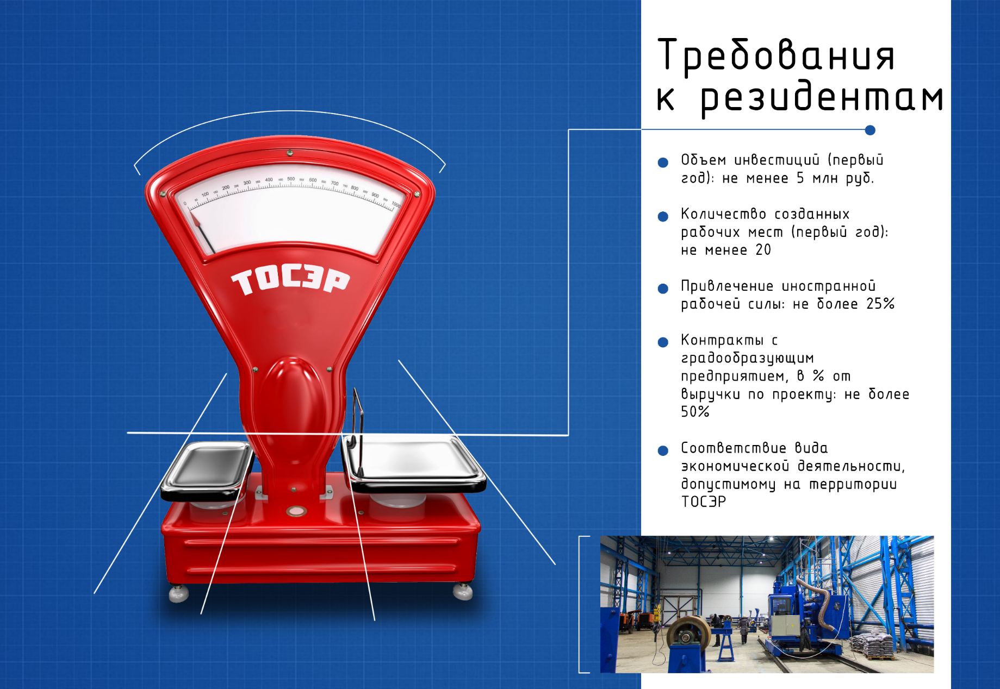 Требования
к резидентам
0 50 100 150 200 250 300 350 400 450 500 550 600 650 700 750 800 850 900 950 1000
ТОСЭР
Объем инвестиций (первый
год): не менее 5 млн руб.
Количество созданных
рабочих мест (первый год):
не менее 20
Привлечение иностранной
рабочей силы: не более 25%
Контракты с
градообразующим
предприятием, в % от
выручки по проекту: не более
50%
Соответствие вида
экономической деятельности,
допустимому на территории
ТОСЭР